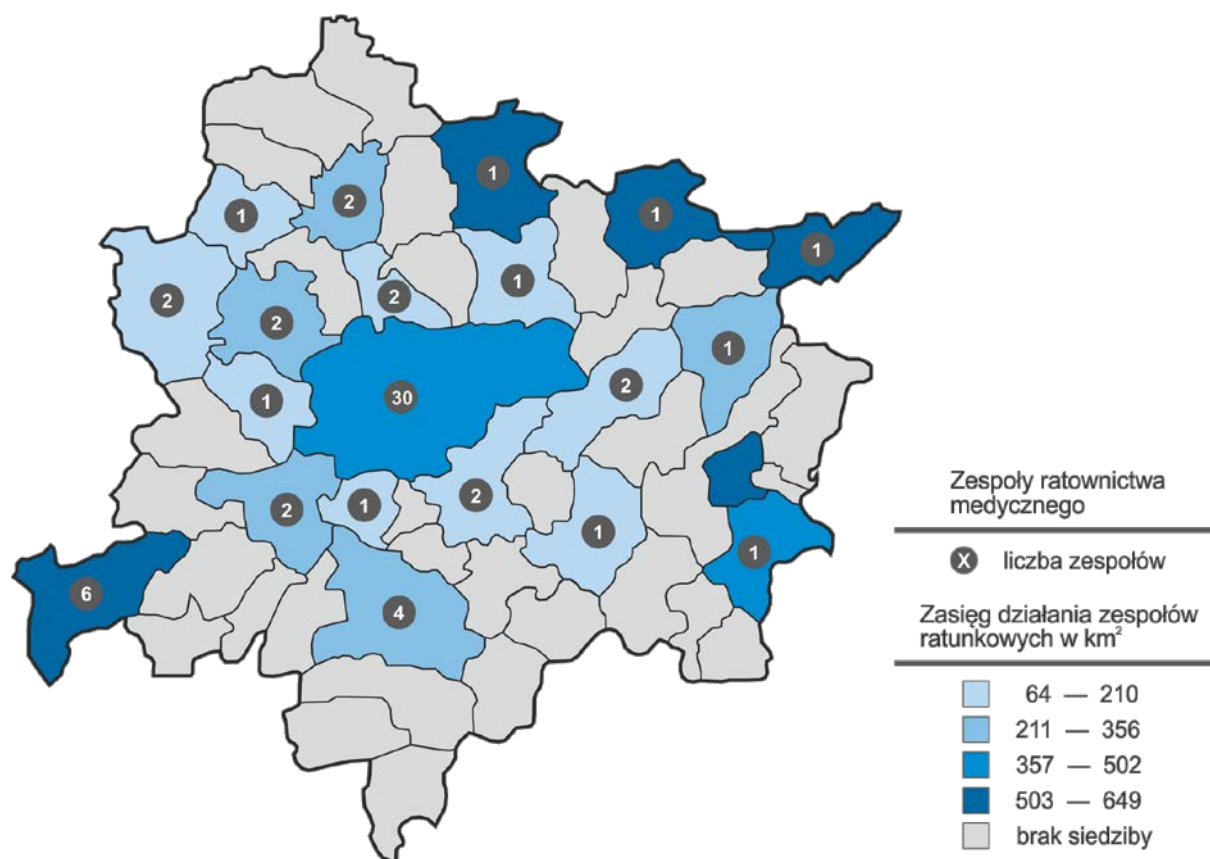 1
2
1
1
1
2
2
2
1
1
1
30
2
2
1
2
1
1
6
4
Zespoły ratownictwa
medycznego
X liczba zespołów
Zasięg działania zespołów
ratunkowych w km²
64 — 210
211 — 356
357 — 502
503 — 649
brak siedziby